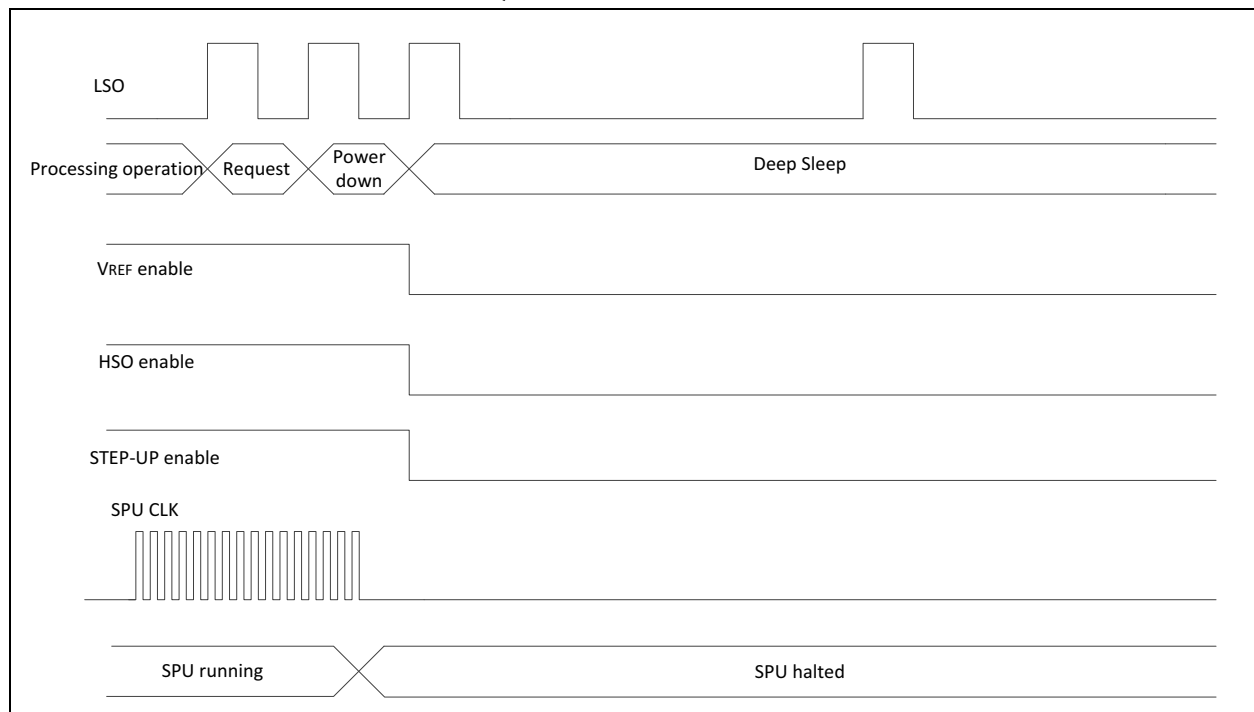 LSO
Processing operation
Request
Power
down
Deep Sleep
VREF enable
HSO enable
STEP-UP enable
SPU CLK
SPU running
SPU halted